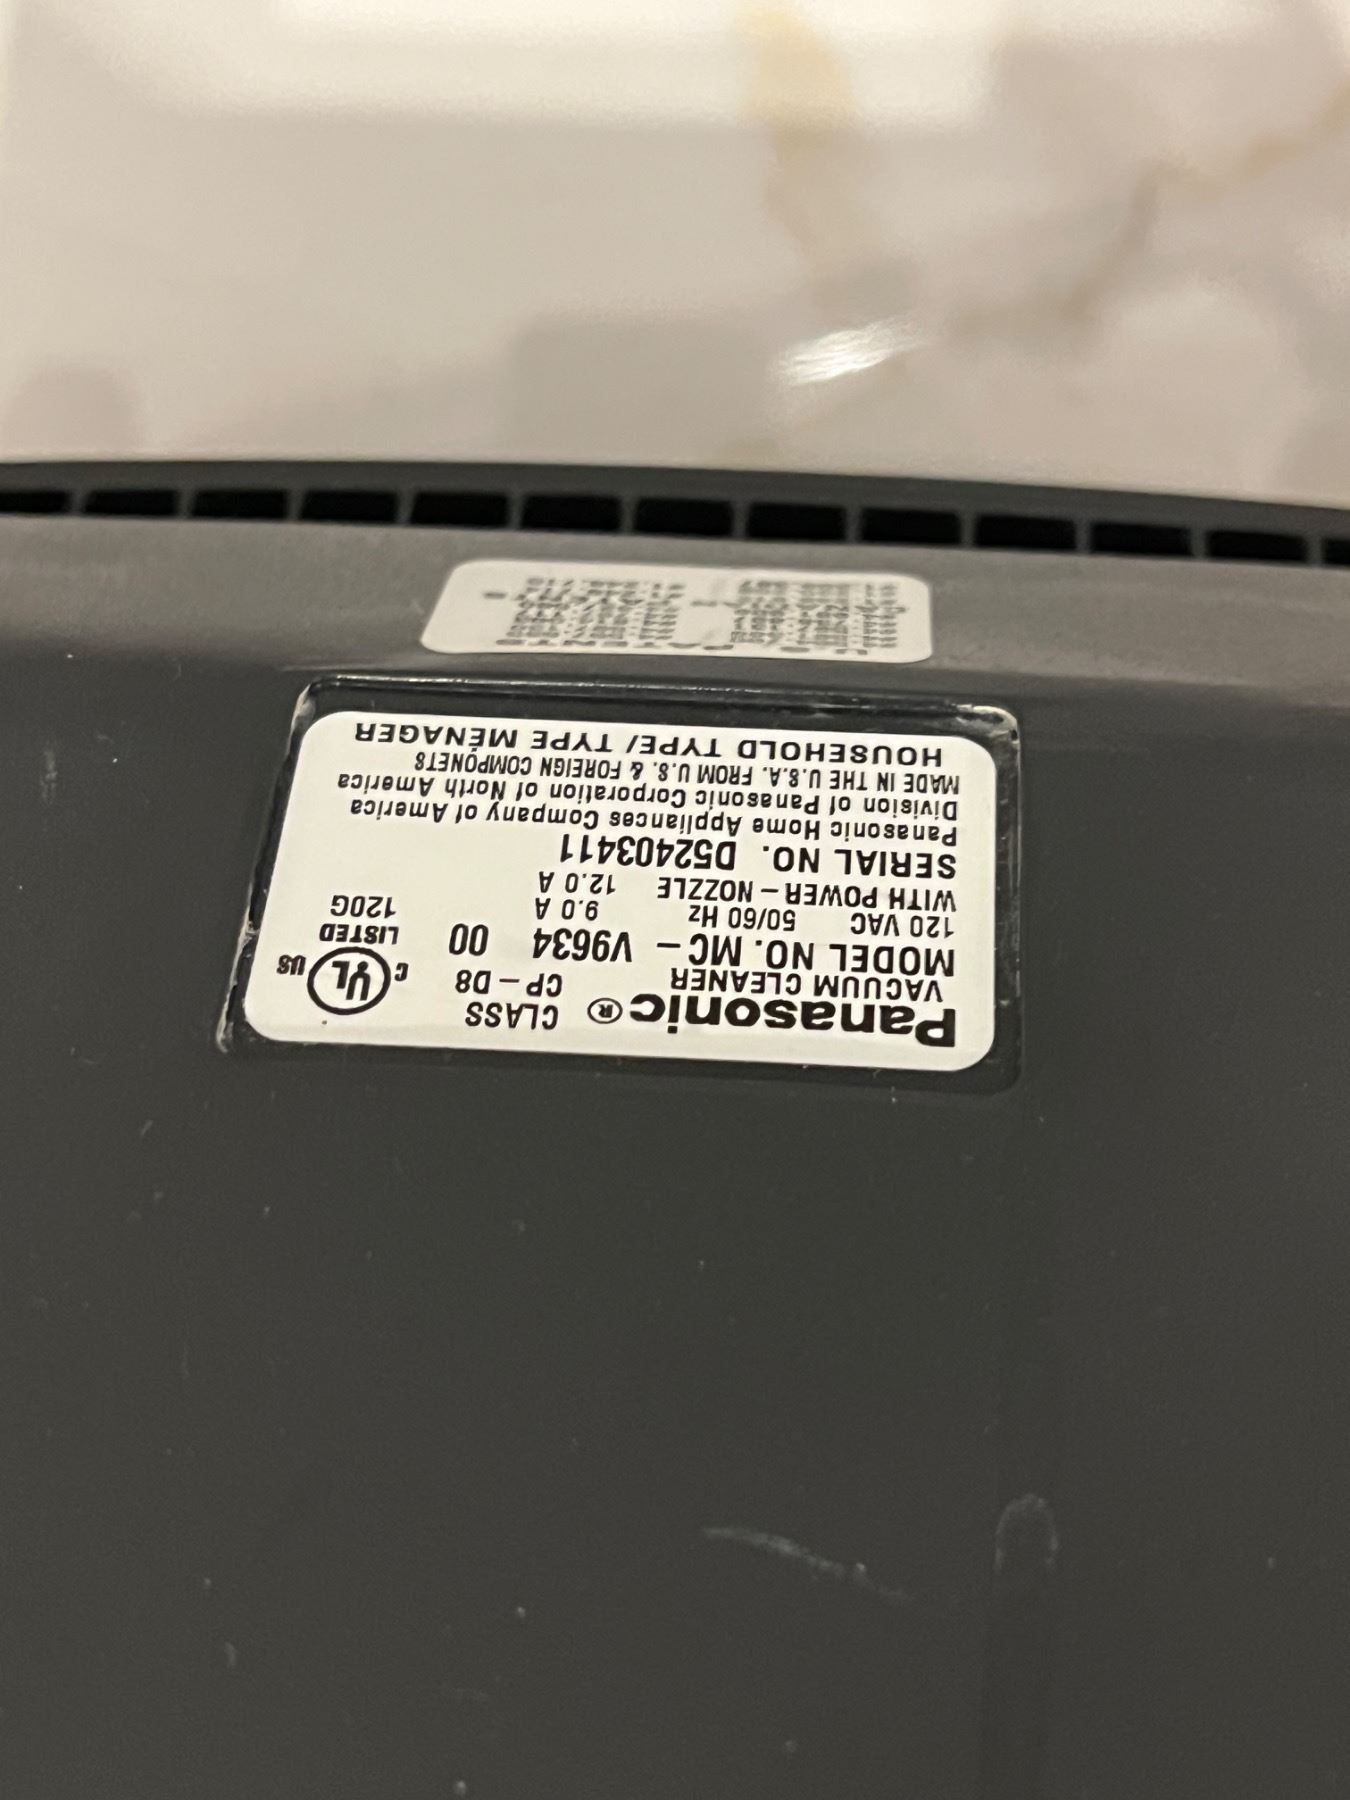 Panasonic® CLASS
VACUUM CLEANER CP-D8
MODEL NO. MC- V9634 00
120 VAC 50/60 Hz 9.0 A
WITH POWER-NOZZLE 12.0 A
SERIAL NO. D52403411
Panasonic Home Appliances Company of America
Division of Panasonic Corporation of North America
MADE IN THE U.S.A. FROM U.S. & FOREIGN COMPONETS
HOUSEHOLD TYPE/ TYPE MÉNAGER
C UL US
LISTED
120G